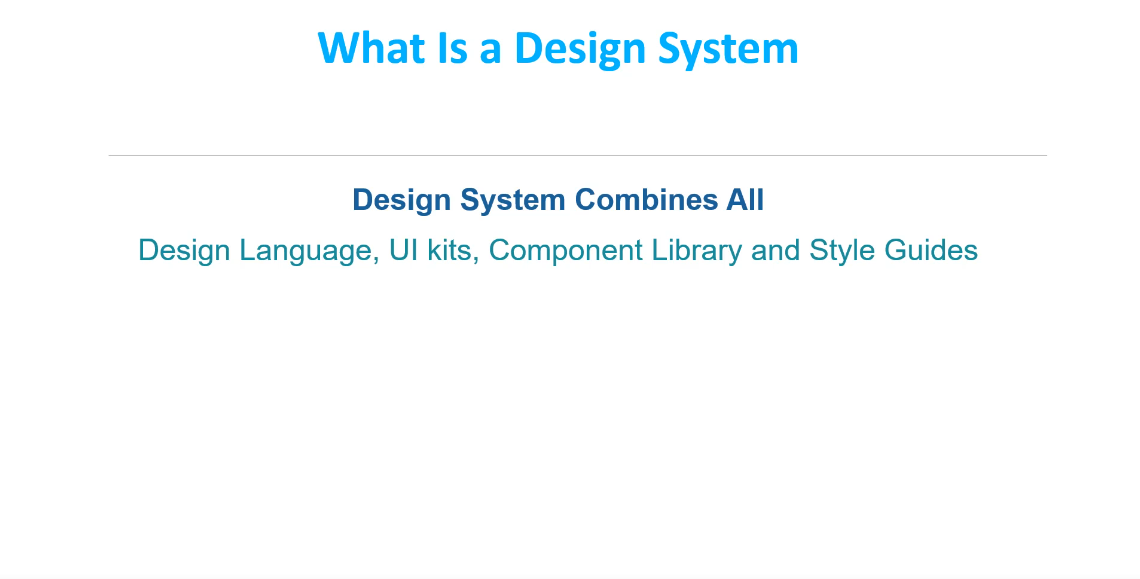 What Is a Design System
Design System Combines All
Design Language, UI kits, Component Library and Style Guides